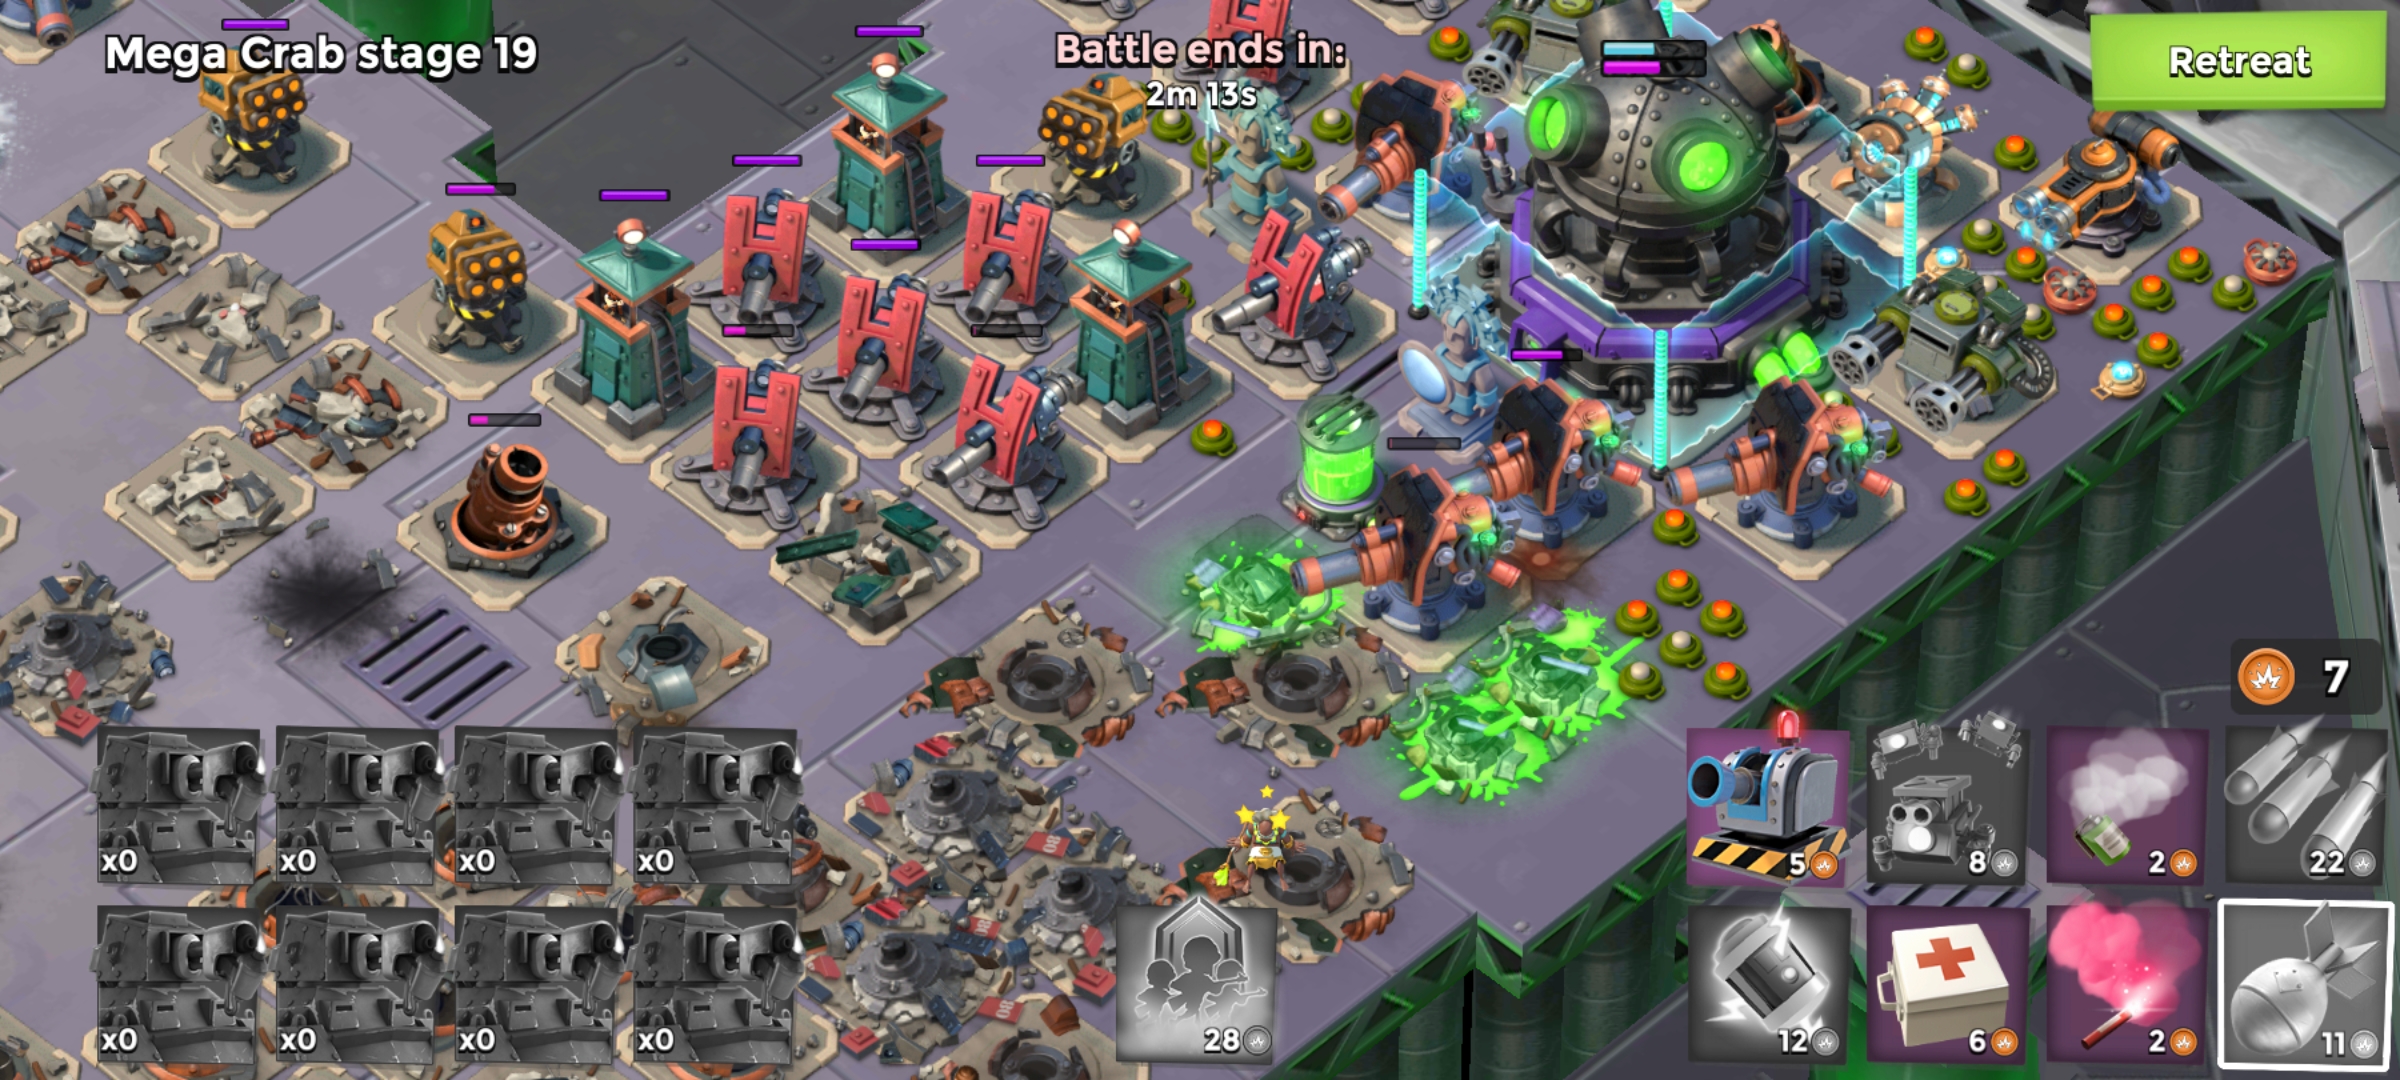 Mega Crab stage 19
Battle ends in:
2m 13s
Retreat
7
x0
x0
x0
x0
5
8
2
22
x0
x0
x0
x0
28
12
6
2
11